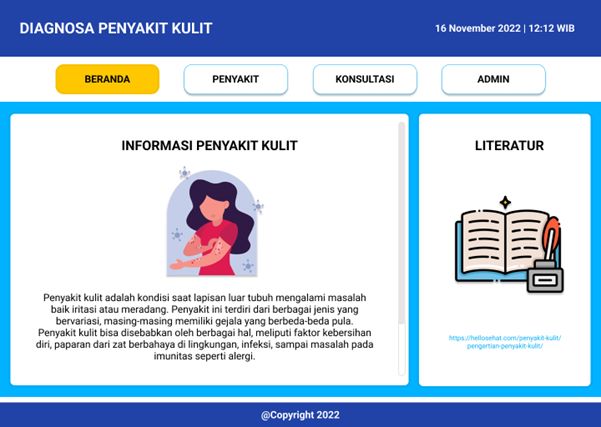 DIAGNOSA PENYAKIT KULIT
16 November 2022 | 12:12 WIB
BERANDA
PENYAKIT
KONSULTASI
ADMIN
INFORMASI PENYAKIT KULIT
Penyakit kulit adalah kondisi saat lapisan luar tubuh mengalami masalah
baik iritasi atau meradang. Penyakit ini terdiri dari berbagai jenis yang
bervariasi, masing-masing memiliki gejala yang berbeda-beda pula.
Penyakit kulit bisa disebabkan oleh berbagai hal, meliputi faktor kebersihan
diri, paparan dari zat berbahaya di lingkungan, infeksi, sampai masalah pada
imunitas seperti alergi.
LITERATUR
https://hellosehat.com/penyakit-kulit/
pengertian-penyakit-kulit/
@Copyright 2022